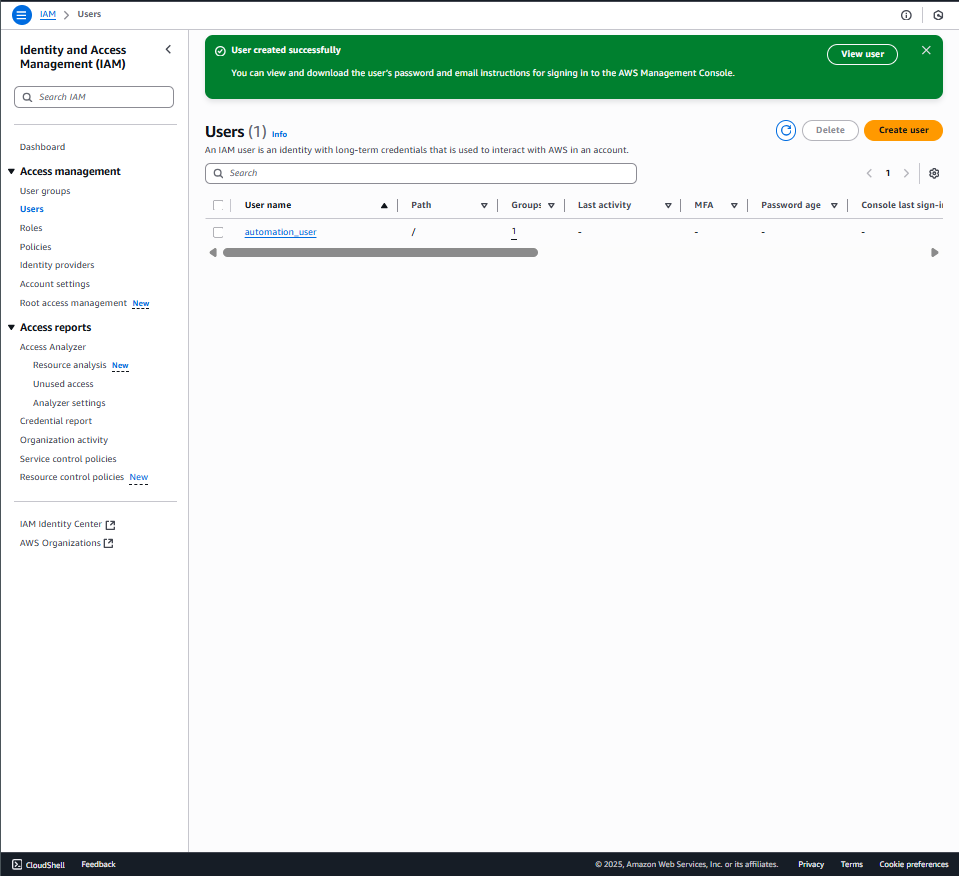 IAM > Users
Identity and Access
Management (IAM)
Search IAM
Dashboard
Access management
User groups
Users
Roles
Policies
Identity providers
Account settings
Root access management New
Access reports
Access Analyzer
Resource analysis New
Unused access
Analyzer settings
Credential report
Organization activity
Service control policies
Resource control policies New
IAM Identity Center
AWS Organizations
User created successfully
You can view and download the user's password and email instructions for signing in to the AWS Management Console.
View user
Users (1) Info
An IAM user is an identity with long-term credentials that is used to interact with AWS in an account.
Delete
Create user
Search
1
User name Path Groups Last activity MFA Password age Console last sign-in
automation_user / 1 - - - -
CloudShell Feedback © 2025, Amazon Web Services, Inc. or its affiliates. Privacy Terms Cookie preferences